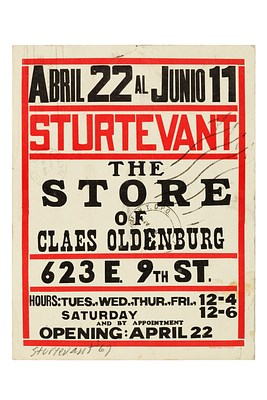 ABRIL 22 AL JUNIO 11
STURTEVANT
THE
STORE
OF
CLAES OLDENBURG
623 E. 9TH ST.
HOURS: TUES., WED., THUR., FRI., 12-4
SATURDAY 12-6
AND BY APPOINTMENT
OPENING: APRIL 22
Sturtevant 67